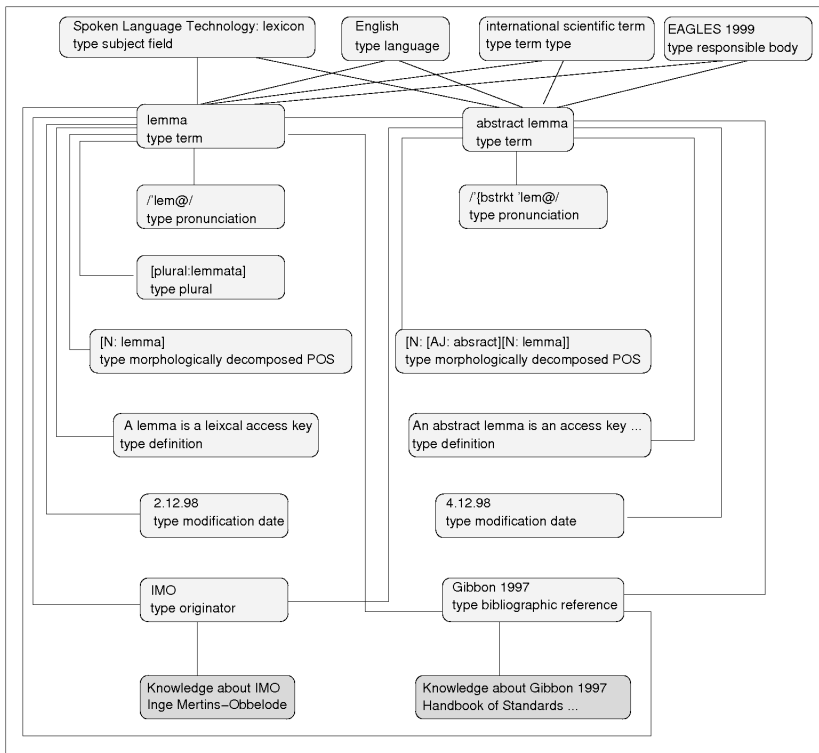 Spoken Language Technology: lexicon
type subject field
English
type language
international scientific term
type term type
EAGLES 1999
type responsible body
lemma
type term
abstract lemma
type term
/'lem@/
type pronunciation
/'{bstrkt 'lem@/
type pronunciation
[plural:lemmata]
type plural
[N: lemma]
type morphologically decomposed POS
[N: [AJ: absract][N: lemma]]
type morphologically decomposed POS
A lemma is a leixcal access key
type definition
An abstract lemma is an access key ...
type definition
2.12.98
type modification date
4.12.98
type modification date
IMO
type originator
Gibbon 1997
type bibliographic reference
Knowledge about IMO
Inge Mertins−Obbelode
Knowledge about Gibbon 1997
Handbook of Standards ...